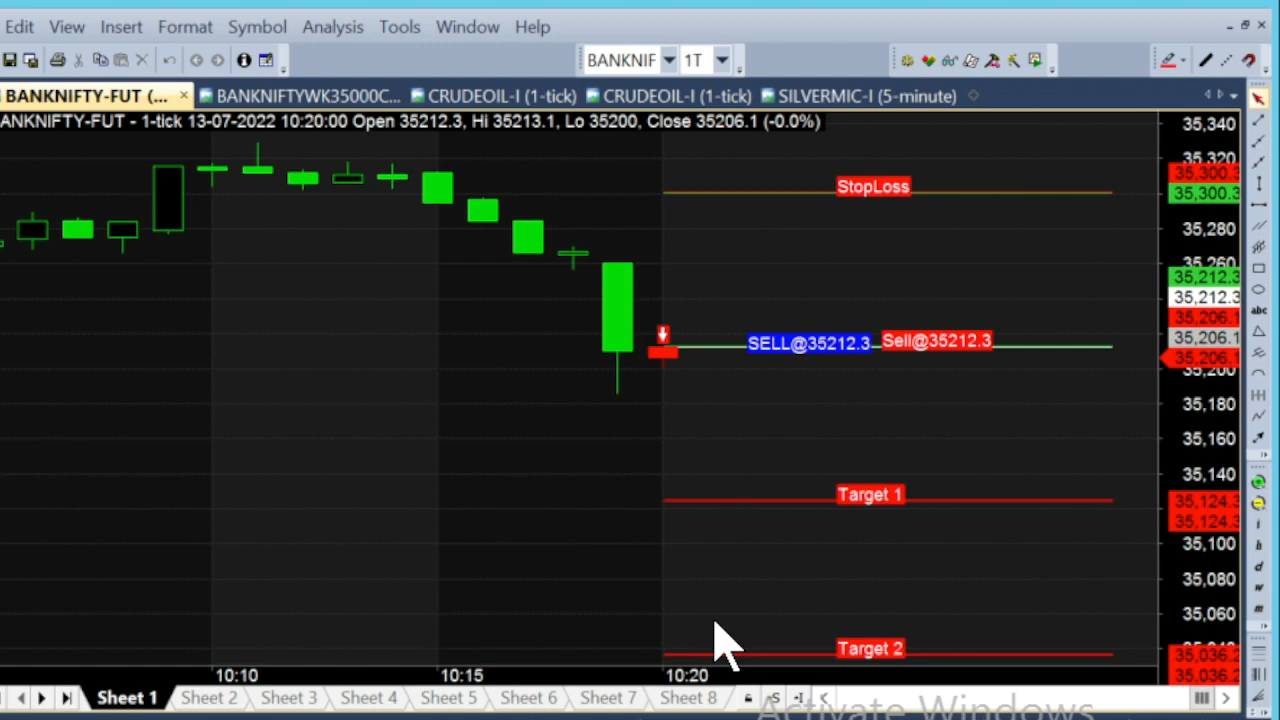 Edit View Insert Format Symbol Analysis Tools Window Help
BANKNIF 1T
BANKNIFTY-FUT (... BANKNIFTYWK35000C... CRUDEOIL-I (1-tick) CRUDEOIL-I (1-tick) SILVERMIC-I (5-minute)
ANKNIFTY-FUT - 1-tick 13-07-2022 10:20:00 Open 35212.3, Hi 35213.1, Lo 35200, Close 35206.1 (-0.0%)
35,340
35,320
35,300.3
StopLoss
35,300.3
35,280
35,260
35,212.3
35,212.3
35,206.1
abc
SELL@35212.3 Sell@35212.3
35,206.1
35,206.1
35,200
35,180
35,160
35,140
Target 1
35,124.3
35,124.3
i
35,100
h
d
35,080
w
35,060
m
Target 2
35,036.2
35,036.2
10:10 10:15 10:20
Sheet 1 Sheet 2 Sheet 3 Sheet 4 Sheet 5 Sheet 6 Sheet 7 Sheet 8 S
Activate Windows